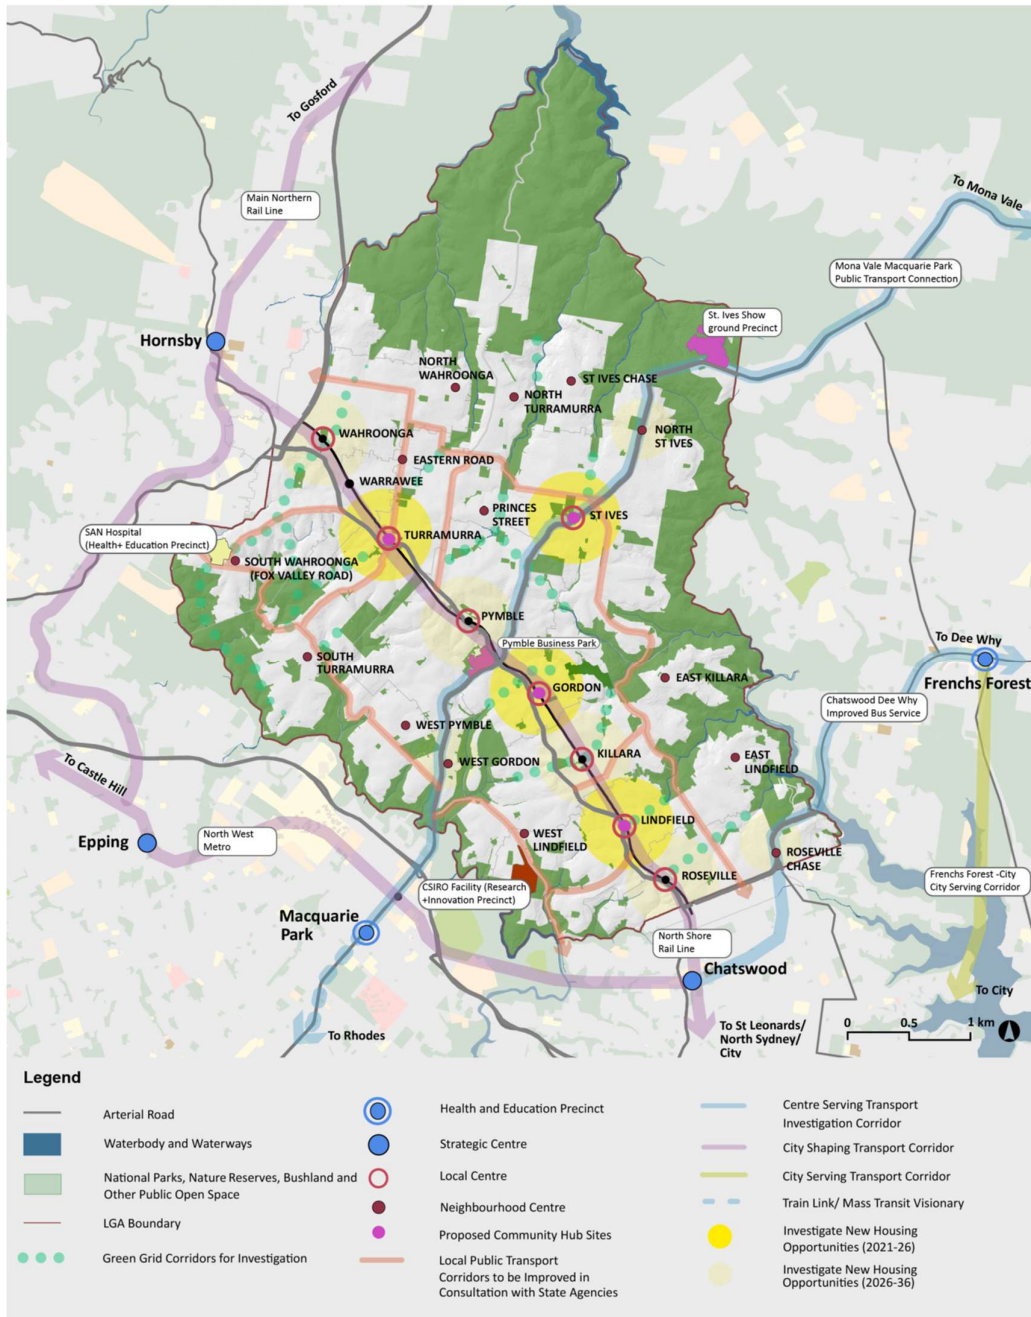 To Gosford
Main Northern
Rail Line
To Mona Vale
Mona Vale Macquarie Park
Public Transport Connection
St. Ives Show
ground Precinct
Hornsby
NORTH
WAHROONGA
ST IVES CHASE
NORTH
TURRAMURRA
WAHROONGA
NORTH
ST IVES
EASTERN ROAD
WARRAWEE
PRINCES
STREET
ST IVES
TURRAMURRA
SAN Hospital
(Health+ Education Precinct)
SOUTH WAHROONGA
(FOX VALLEY ROAD)
PYMBLE
Pymble Business Park
To Dee Why
SOUTH
TURRAMURRA
GORDON
EAST KILLARA
Frenchs Forest
Chatswood Dee Why
Improved Bus Service
WEST PYMBLE
KILLARA
WEST GORDON
EAST
LINDFIELD
To Castle Hill
LINDFIELD
Epping
North West
Metro
WEST
LINDFIELD
ROSEVILLE
CHASE
ROSEVILLE
Frenchs Forest -City
City Serving Corridor
CSIRO Facility (Research
+Innovation Precinct)
Macquarie
Park
North Shore
Rail Line
Chatswood
To City
To Rhodes
To St Leonards/
North Sydney/
City
0 0.5 1 km
Legend
Arterial Road
Waterbody and Waterways
National Parks, Nature Reserves, Bushland and
Other Public Open Space
LGA Boundary
Green Grid Corridors for Investigation
Health and Education Precinct
Strategic Centre
Local Centre
Neighbourhood Centre
Proposed Community Hub Sites
Local Public Transport
Corridors to be Improved in
Consultation with State Agencies
Centre Serving Transport
Investigation Corridor
City Shaping Transport Corridor
City Serving Transport Corridor
Train Link/ Mass Transit Visionary
Investigate New Housing
Opportunities (2021-26)
Investigate New Housing
Opportunities (2026-36)